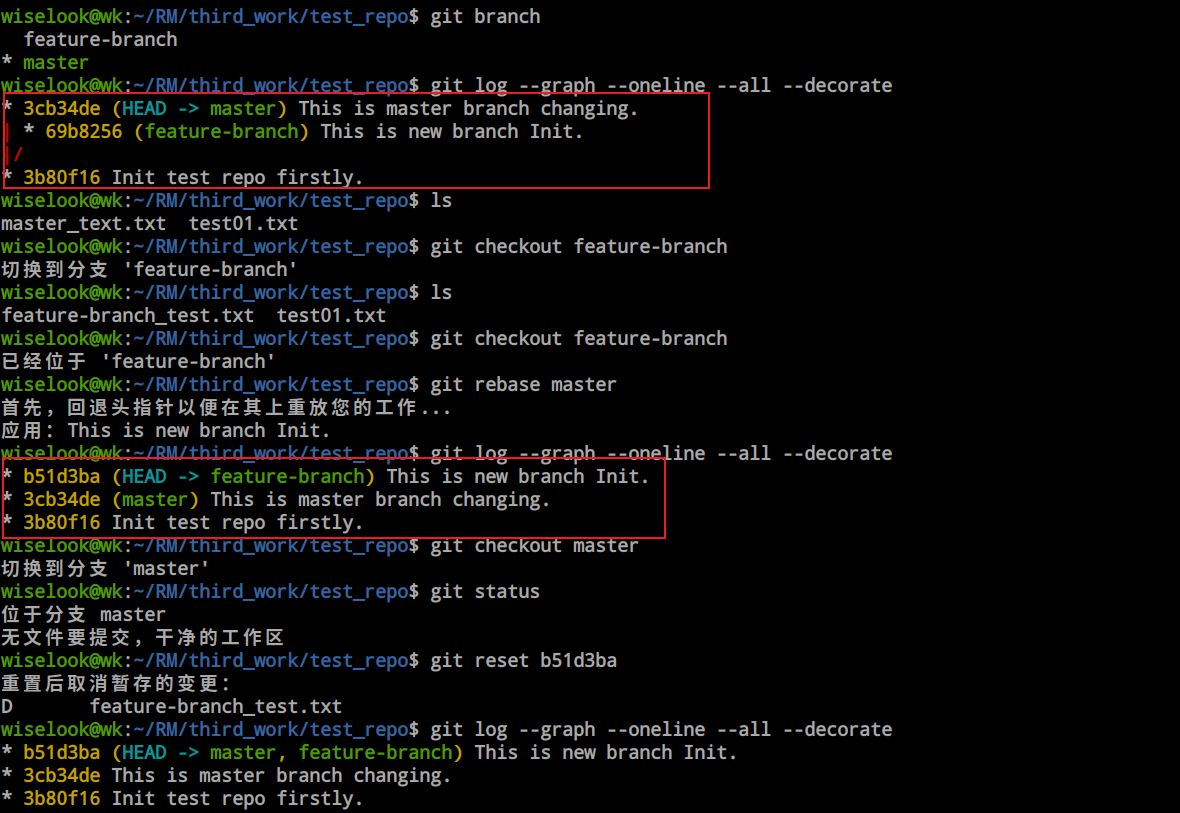 wiselook@wk:~/RM/third_work/test_repo$ git branch
  feature-branch
* master
wiselook@wk:~/RM/third_work/test_repo$ git log --graph --oneline --all --decorate
* 3cb34de (HEAD -> master) This is master branch changing.
| * 69b8256 (feature-branch) This is new branch Init.
|/
* 3b80f16 Init test repo firstly.
wiselook@wk:~/RM/third_work/test_repo$ ls
master_text.txt  test01.txt
wiselook@wk:~/RM/third_work/test_repo$ git checkout feature-branch
切换到分支 'feature-branch'
wiselook@wk:~/RM/third_work/test_repo$ ls
feature-branch_test.txt  test01.txt
wiselook@wk:~/RM/third_work/test_repo$ git checkout feature-branch
已经位于 'feature-branch'
wiselook@wk:~/RM/third_work/test_repo$ git rebase master
首先，回退头指针以便在其上重放您的工作...
应用：This is new branch Init.
wiselook@wk:~/RM/third_work/test_repo$ git log --graph --oneline --all --decorate
* b51d3ba (HEAD -> feature-branch) This is new branch Init.
* 3cb34de (master) This is master branch changing.
* 3b80f16 Init test repo firstly.
wiselook@wk:~/RM/third_work/test_repo$ git checkout master
切换到分支 'master'
wiselook@wk:~/RM/third_work/test_repo$ git status
位于分支 master
无文件要提交，干净的工作区
wiselook@wk:~/RM/third_work/test_repo$ git reset b51d3ba
重置后取消暂存的变更：
D       feature-branch_test.txt
wiselook@wk:~/RM/third_work/test_repo$ git log --graph --oneline --all --decorate
* b51d3ba (HEAD -> master, feature-branch) This is new branch Init.
* 3cb34de This is master branch changing.
* 3b80f16 Init test repo firstly.